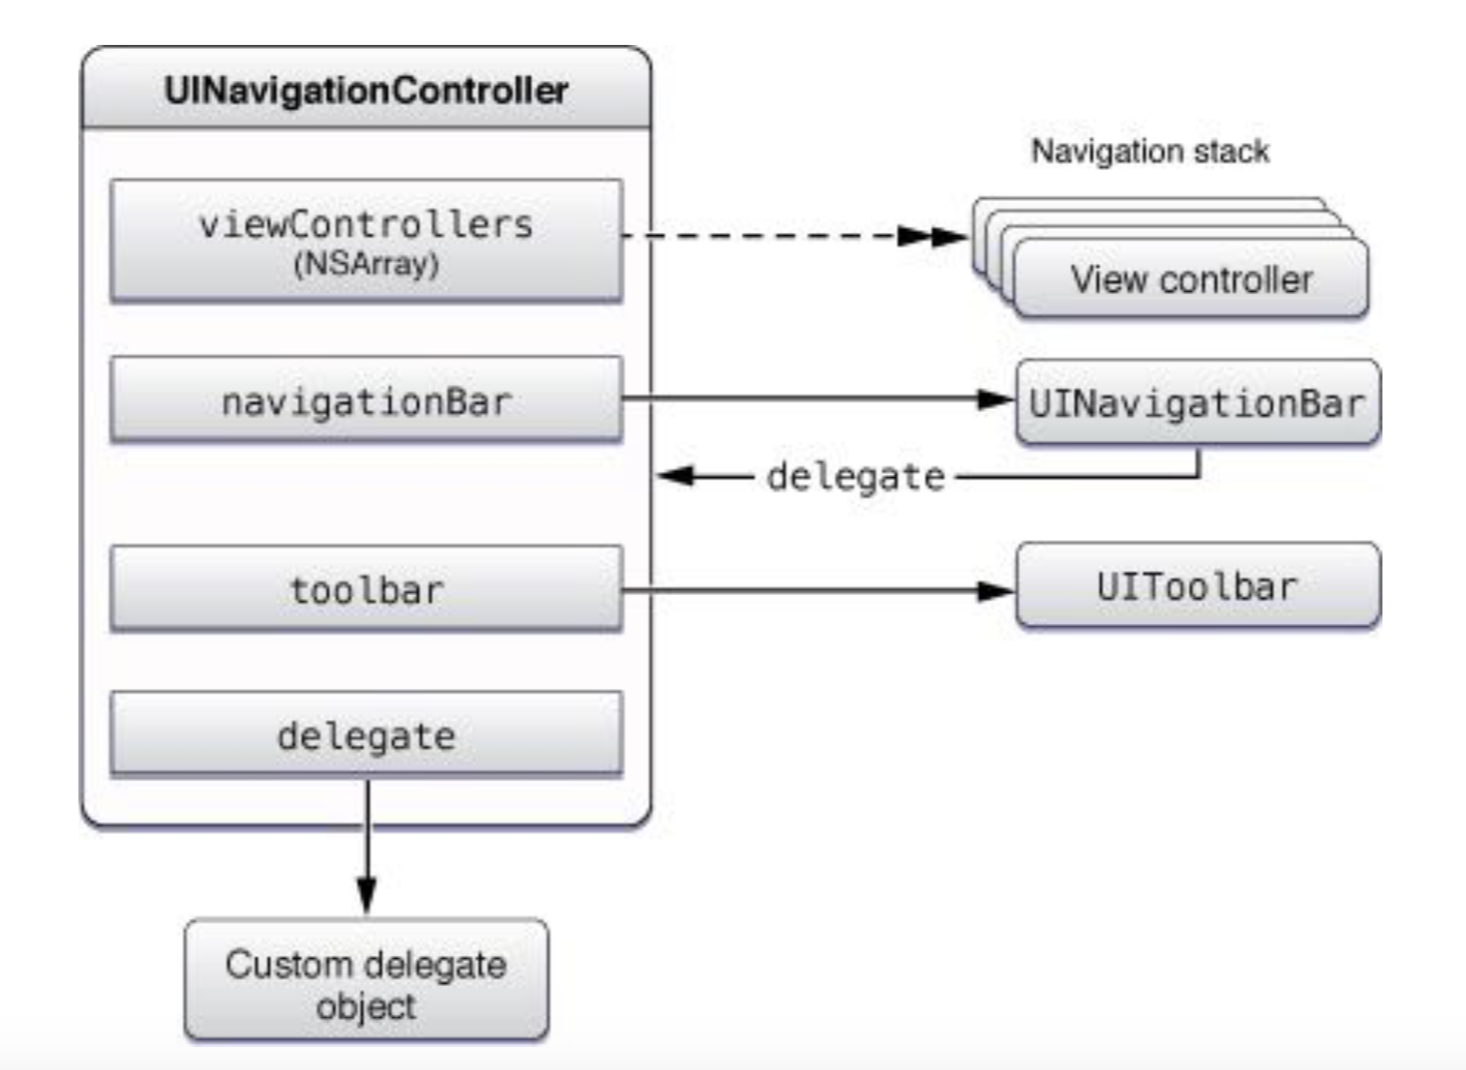 UINavigationController
Navigation stack
viewControllers
(NSArray)
View controller
navigationBar
UINavigationBar
delegate
toolbar
UIToolbar
delegate
Custom delegate
object